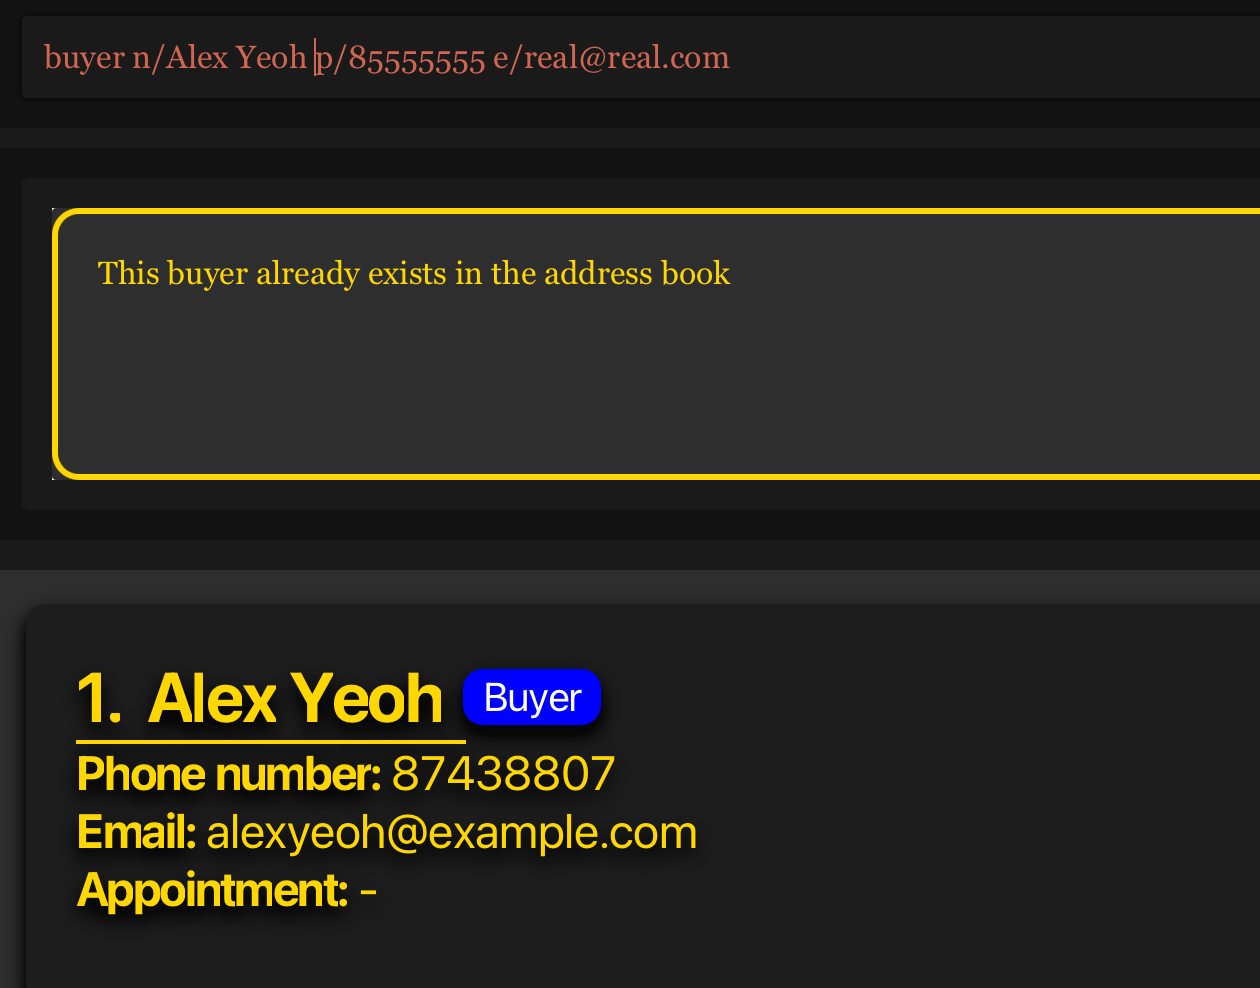 buyer n/Alex Yeoh p/85555555 e/real@real.com
This buyer already exists in the address book
1. Alex Yeoh Buyer
Phone number: 87438807
Email: alexyeoh@example.com
Appointment: -